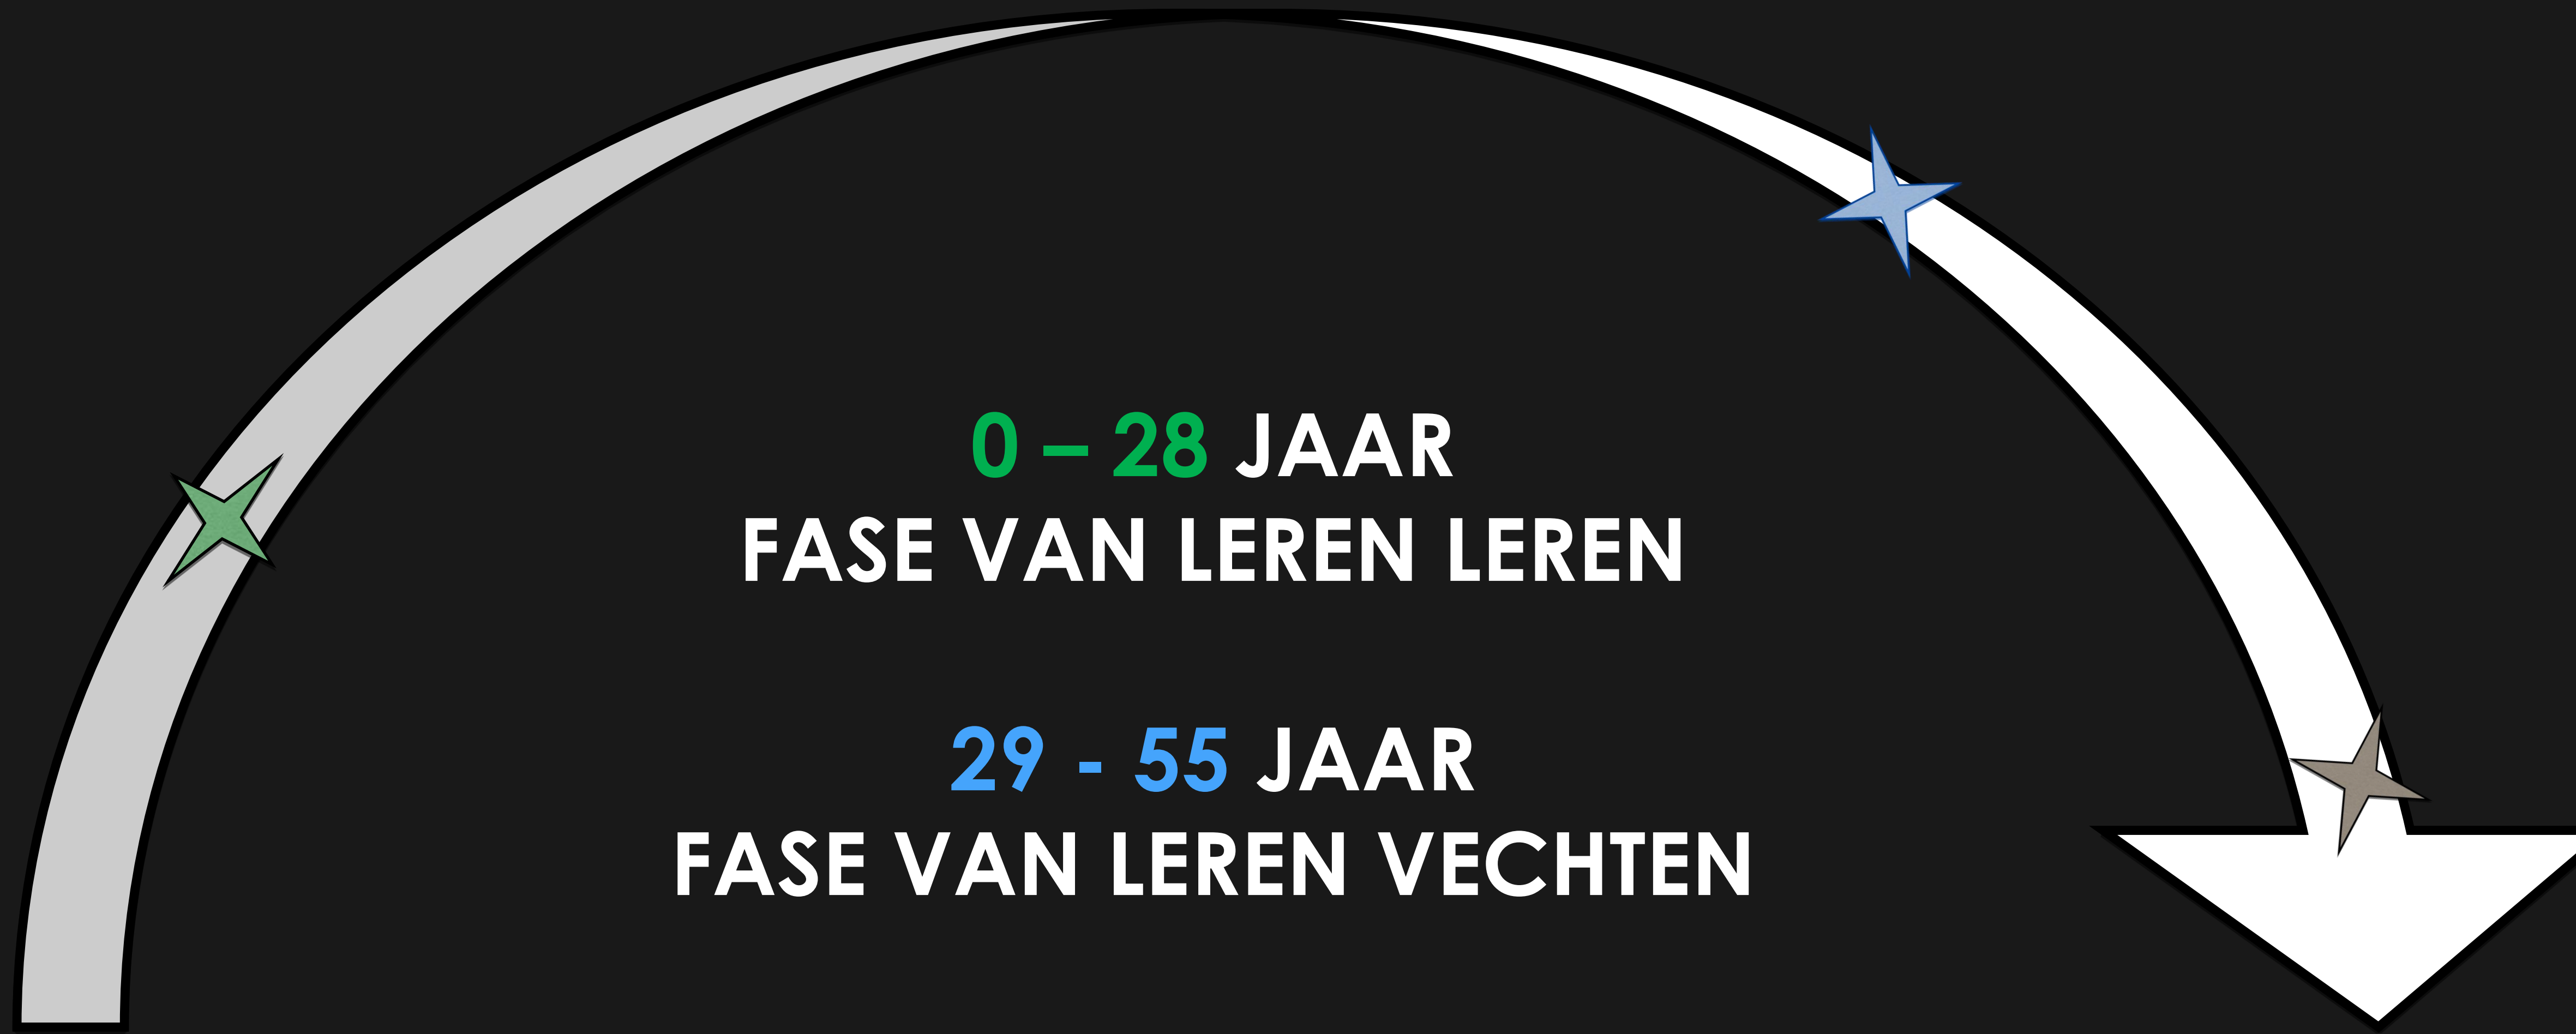 0 – 28 JAAR
FASE VAN LEREN LEREN
29 - 55 JAAR
FASE VAN LEREN VECHTEN